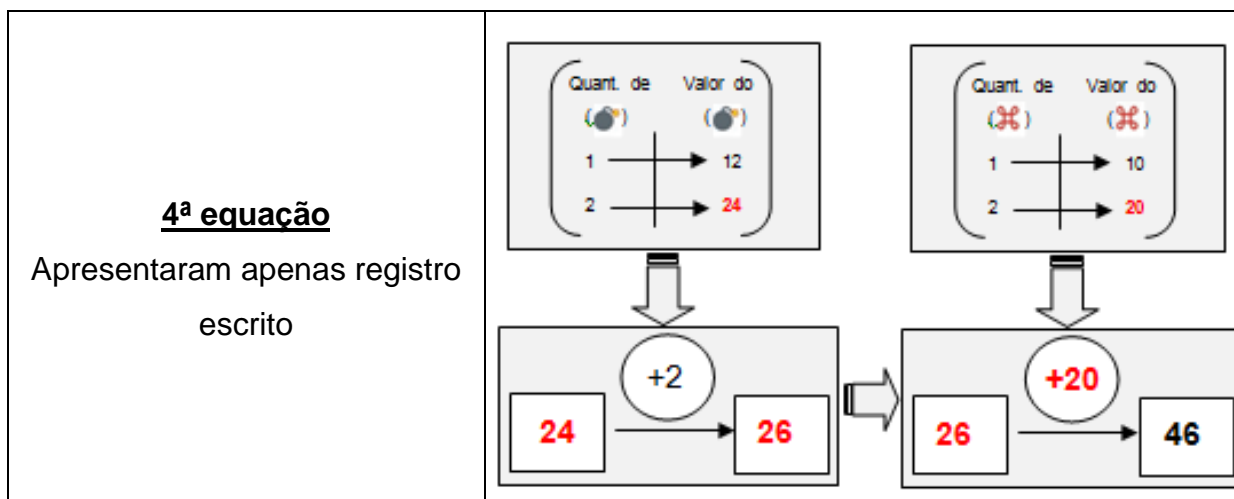 4ª equação
Apresentaram apenas registro
escrito
Quant. de Valor do
( ) ( )
1 12
2 24
Quant. de Valor do
(⌘) (⌘)
1 10
2 20
+2
24 26
+20
26 46